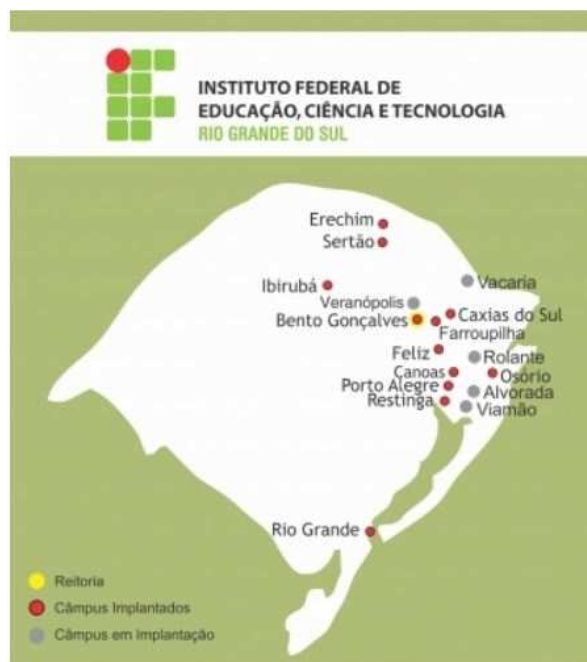 INSTITUTO FEDERAL DE
EDUCAÇÃO, CIÊNCIA E TECNOLOGIA
RIO GRANDE DO SUL
Erechim
Sertão
Ibirubá
Vacaria
Veranópolis
Bento Gonçalves
Caxias do Sul
Farroupilha
Feliz
Rolante
Canoas
Osório
Porto Alegre
Alvorada
Restinga
Viamão
Rio Grande
Reitoria
Câmpus Implantados
Câmpus em Implantação